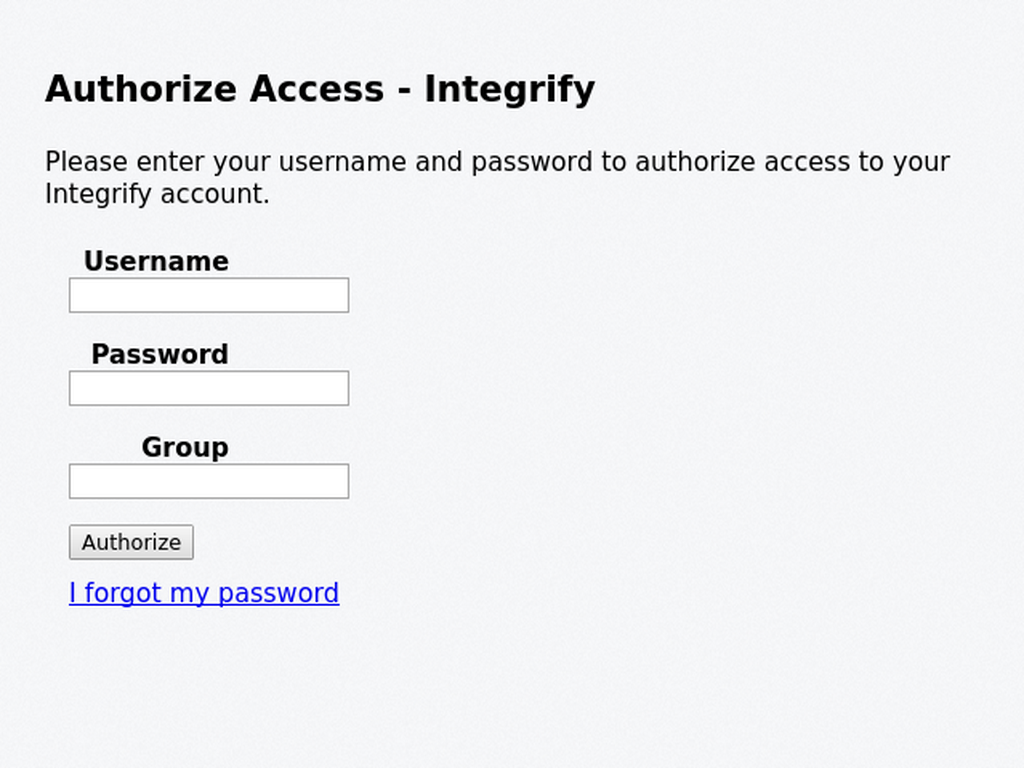 Authorize Access - Integrify
Please enter your username and password to authorize access to your
Integrify account.
Username
Password
Group
Authorize
I forgot my password